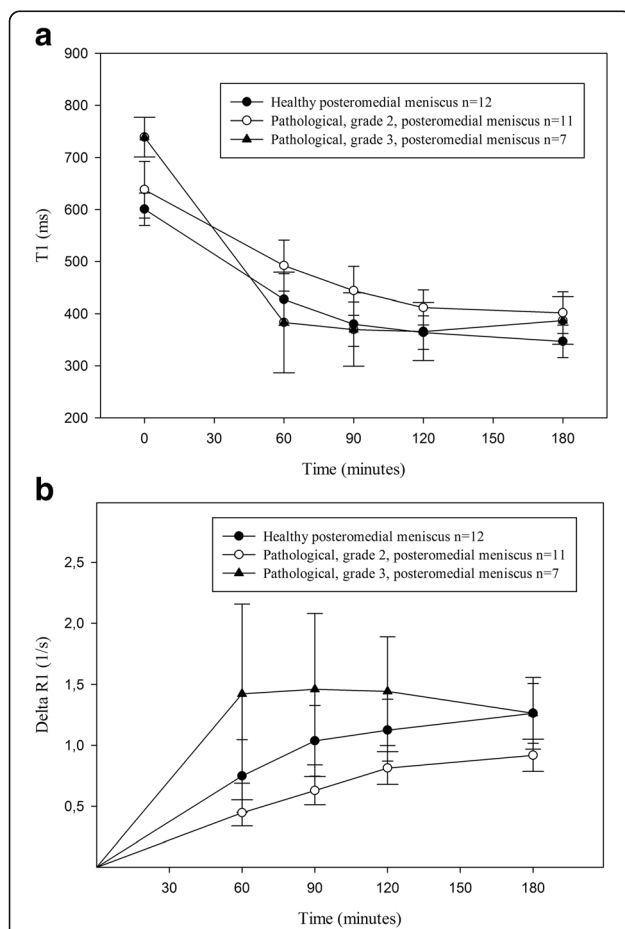 a
900
800
700
600
500
400
300
200
T1 (ms)
Healthy posteromedial meniscus n=12
Pathological, grade 2, posteromedial meniscus n=11
Pathological, grade 3, posteromedial meniscus n=7
0 30 60 90 120 150 180
Time (minutes)
b
2,5
2,0
1,5
1,0
0,5
Delta R1 (1/s)
Healthy posteromedial meniscus n=12
Pathological, grade 2, posteromedial meniscus n=11
Pathological, grade 3, posteromedial meniscus n=7
30 60 90 120 150 180
Time (minutes)